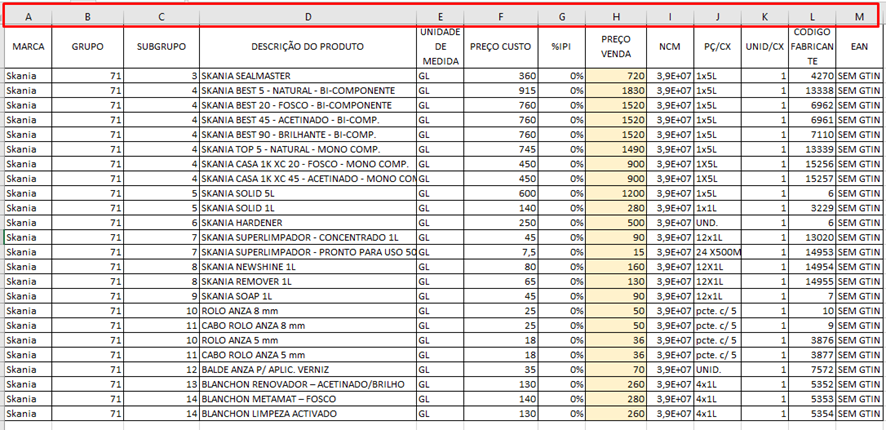 A B C D E F G H I J K L M
MARCA GRUPO SUBGRUPO DESCRIÇÃO DO PRODUTO UNIDADE DE MEDIDA PREÇO CUSTO %IPI PREÇO VENDA NCM PÇ/CX UNID/CX CODIGO FABRICANTE EAN
Skania 71 3 SKANIA SEALMASTER GL 360 0% 720 3,9E+07 1x5L 1 4270 SEM GTIN
Skania 71 4 SKANIA BEST 5 - NATURAL - BI-COMPONENTE GL 915 0% 1830 3,9E+07 1x5L 1 13338 SEM GTIN
Skania 71 4 SKANIA BEST 20 - FOSCO - BI-COMPONENTE GL 760 0% 1520 3,9E+07 1x5L 1 6962 SEM GTIN
Skania 71 4 SKANIA BEST 45 - ACETINADO - BI-COMP. GL 760 0% 1520 3,9E+07 1x5L 1 6961 SEM GTIN
Skania 71 4 SKANIA BEST 90 - BRILHANTE - BI-COMP. GL 760 0% 1520 3,9E+07 1x5L 1 7110 SEM GTIN
Skania 71 4 SKANIA TOP 5 - NATURAL - MONO COMP. GL 745 0% 1490 3,9E+07 1x5L 1 13339 SEM GTIN
Skania 71 4 SKANIA CASA 1K XC 20 - FOSCO - MONO COMP. GL 450 0% 900 3,9E+07 1X5L 1 15256 SEM GTIN
Skania 71 4 SKANIA CASA 1K XC 45 - ACETINADO - MONO CON GL 450 0% 900 3,9E+07 1X5L 1 15257 SEM GTIN
Skania 71 5 SKANIA SOLID 5L GL 600 0% 1200 3,9E+07 1x5L 1 6 SEM GTIN
Skania 71 5 SKANIA SOLID 1L GL 140 0% 280 3,9E+07 1x1L 1 3229 SEM GTIN
Skania 71 6 SKANIA HARDENER GL 250 0% 500 3,9E+07 UND. 1 6 SEM GTIN
Skania 71 7 SKANIA SUPERLIMPADOR - CONCENTRADO 1L GL 45 0% 90 3,9E+07 12x1L 1 13020 SEM GTIN
Skania 71 7 SKANIA SUPERLIMPADOR - PRONTO PARA USO 50 GL 7,5 0% 15 3,9E+07 24 X500M 1 14953 SEM GTIN
Skania 71 8 SKANIA NEWSHINE 1L GL 80 0% 160 3,9E+07 12X1L 1 14954 SEM GTIN
Skania 71 8 SKANIA REMOVER 1L GL 65 0% 130 3,9E+07 12X1L 1 14955 SEM GTIN
Skania 71 9 SKANIA SOAP 1L GL 45 0% 90 3,9E+07 12x1L 1 7 SEM GTIN
Skania 71 10 ROLO ANZA 8 mm GL 25 0% 50 3,9E+07 pcte. c/ 5 1 10 SEM GTIN
Skania 71 11 CABO ROLO ANZA 8 mm GL 25 0% 50 3,9E+07 pcte. c/ 5 1 9 SEM GTIN
Skania 71 10 ROLO ANZA 5 mm GL 18 0% 36 3,9E+07 pcte. c/ 5 1 3876 SEM GTIN
Skania 71 11 CABO ROLO ANZA 5 mm GL 18 0% 36 3,9E+07 pcte. c/ 5 1 3877 SEM GTIN
Skania 71 12 BALDE ANZA P/ APLIC. VERNIZ GL 35 0% 70 3,9E+07 UNID. 1 7572 SEM GTIN
Skania 71 13 BLANCHON RENOVADOR – ACETINADO/BRILHO GL 130 0% 260 3,9E+07 4x1L 1 5352 SEM GTIN
Skania 71 14 BLANCHON METAMAT – FOSCO GL 140 0% 280 3,9E+07 4x1L 1 5353 SEM GTIN
Skania 71 14 BLANCHON LIMPEZA ACTIVADO GL 130 0% 260 3,9E+07 4x1L 1 5354 SEM GTIN